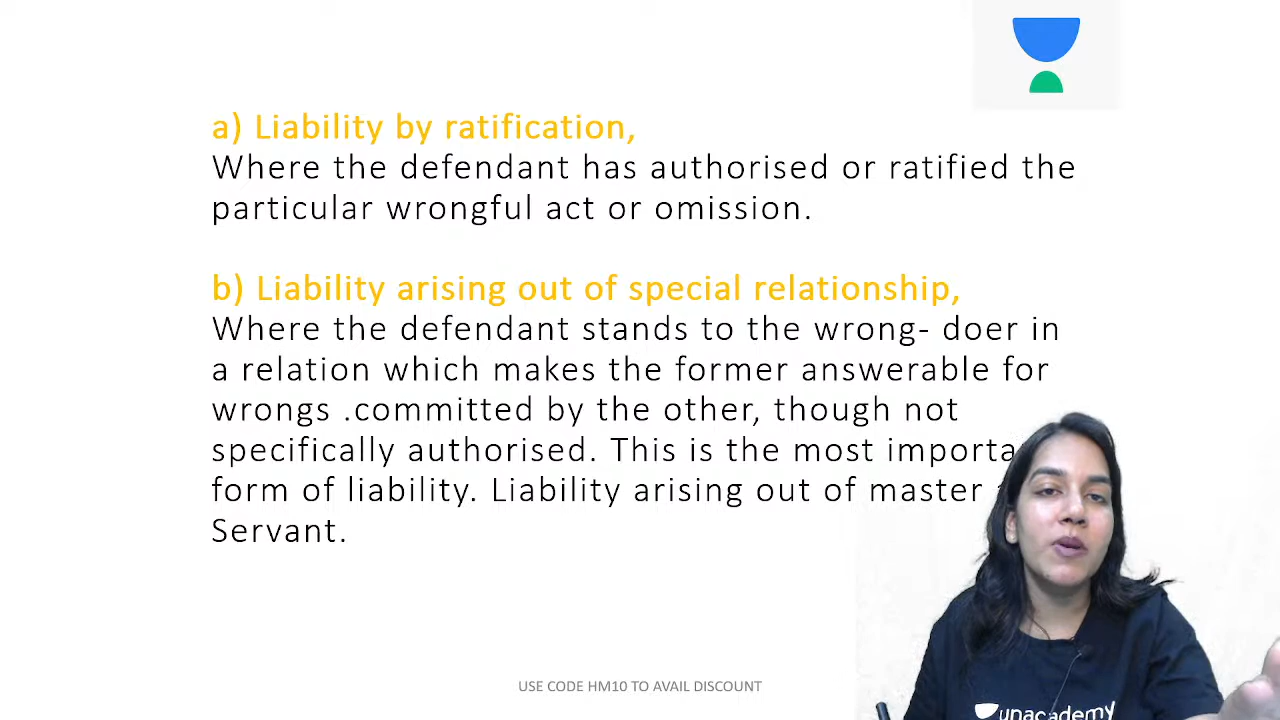 a) Liability by ratification,
Where the defendant has authorised or ratified the
particular wrongful act or omission.
b) Liability arising out of special relationship,
Where the defendant stands to the wrong- doer in
a relation which makes the former answerable for
wrongs .committed by the other, though not
specifically authorised. This is the most
form of liability. Liability arising out of master
Servant.
USE CODE HM10 TO AVAIL DISCOUNT
unacademy